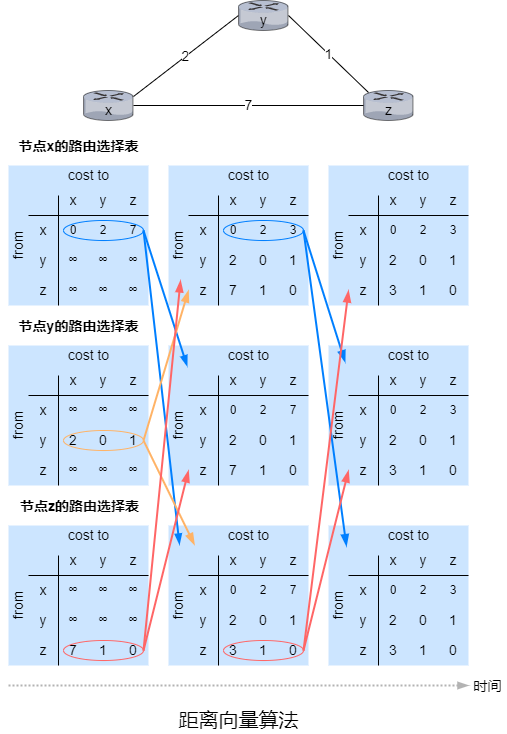 y
2
1
x
7
z
节点x的路由选择表
cost to cost to cost to
x y z x y z x y z
from x 0 2 7 from x 0 2 3 from x 0 2 3
y ∞ ∞ ∞ y 2 0 1 y 2 0 1
z ∞ ∞ ∞ z 7 1 0 z 3 1 0
节点y的路由选择表
cost to cost to cost to
x y z x y z x y z
from x ∞ ∞ ∞ from x 0 2 7 from x 0 2 3
y 2 0 1 y 2 0 1 y 2 0 1
z ∞ ∞ ∞ z 7 1 0 z 3 1 0
节点z的路由选择表
cost to cost to cost to
x y z x y z x y z
from x ∞ ∞ ∞ from x 0 2 7 from x 0 2 3
y ∞ ∞ ∞ y 2 0 1 y 2 0 1
z 7 1 0 z 3 1 0 z 3 1 0
时间
距离向量算法